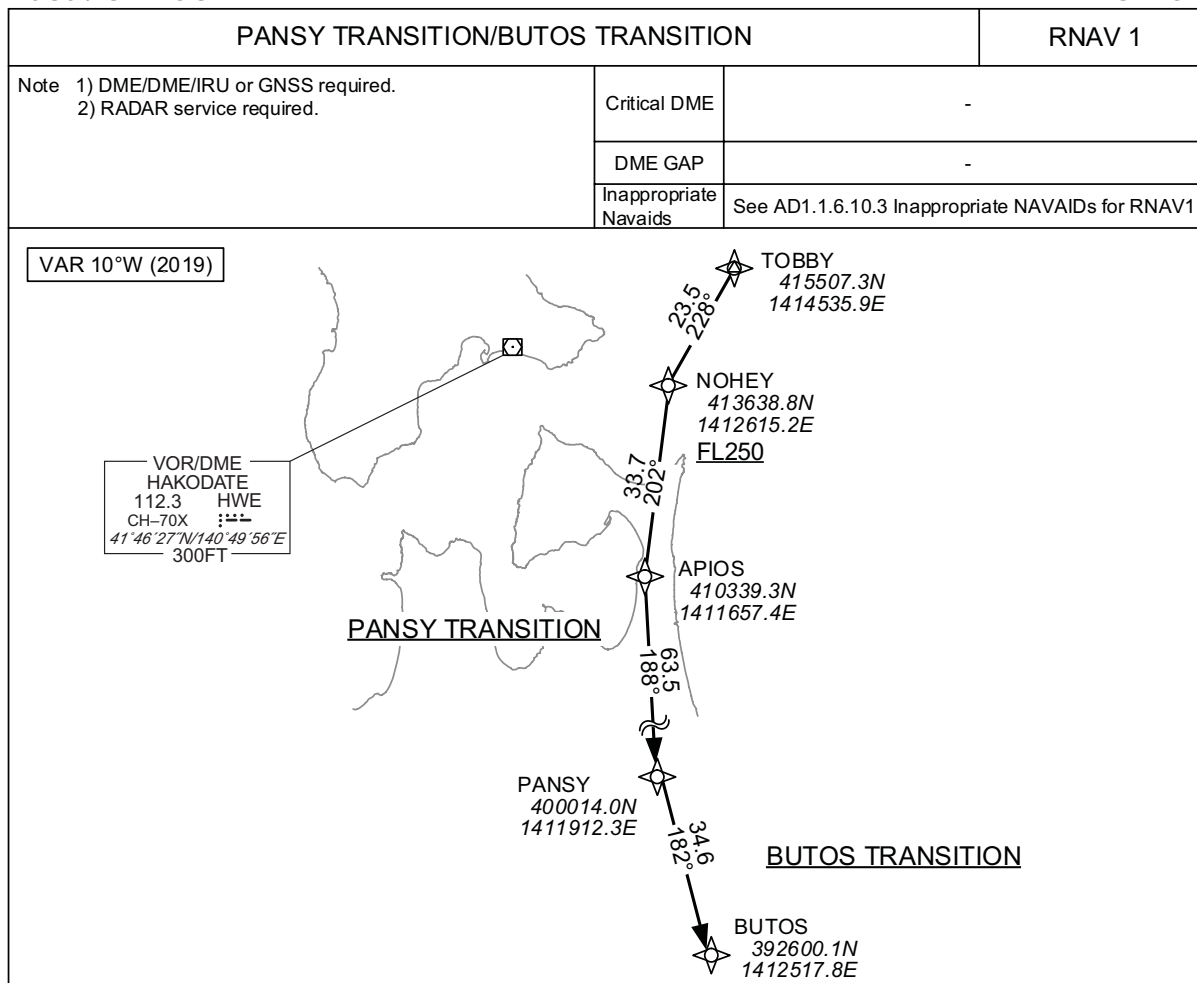 PANSY TRANSITION/BUTOS TRANSITION
RNAV 1
Note 1) DME/DME/IRU or GNSS required.
2) RADAR service required.
Critical DME
-
DME GAP
-
Inappropriate
Navaids
See AD1.1.6.10.3 Inappropriate NAVAIDs for RNAV1
VAR 10°W (2019)
TOBBY
415507.3N
1414535.9E
23.5
228°
NOHEY
413638.8N
1412615.2E
FL250
VOR/DME
HAKODATE
112.3 HWE
CH–70X
41°46′27″N/140°49′56″E
300FT
33.7
202°
APIOS
410339.3N
1411657.4E
PANSY TRANSITION
63.5
188°
PANSY
400014.0N
1411912.3E
34.6
182°
BUTOS TRANSITION
BUTOS
392600.1N
1412517.8E